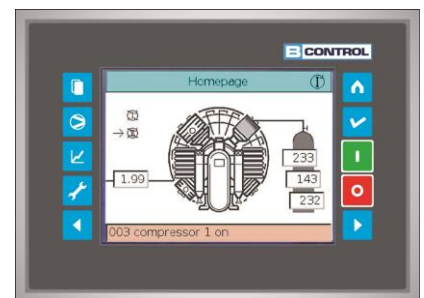 B CONTROL
Homepage
233
1.99
143
232
003 compressor 1 on